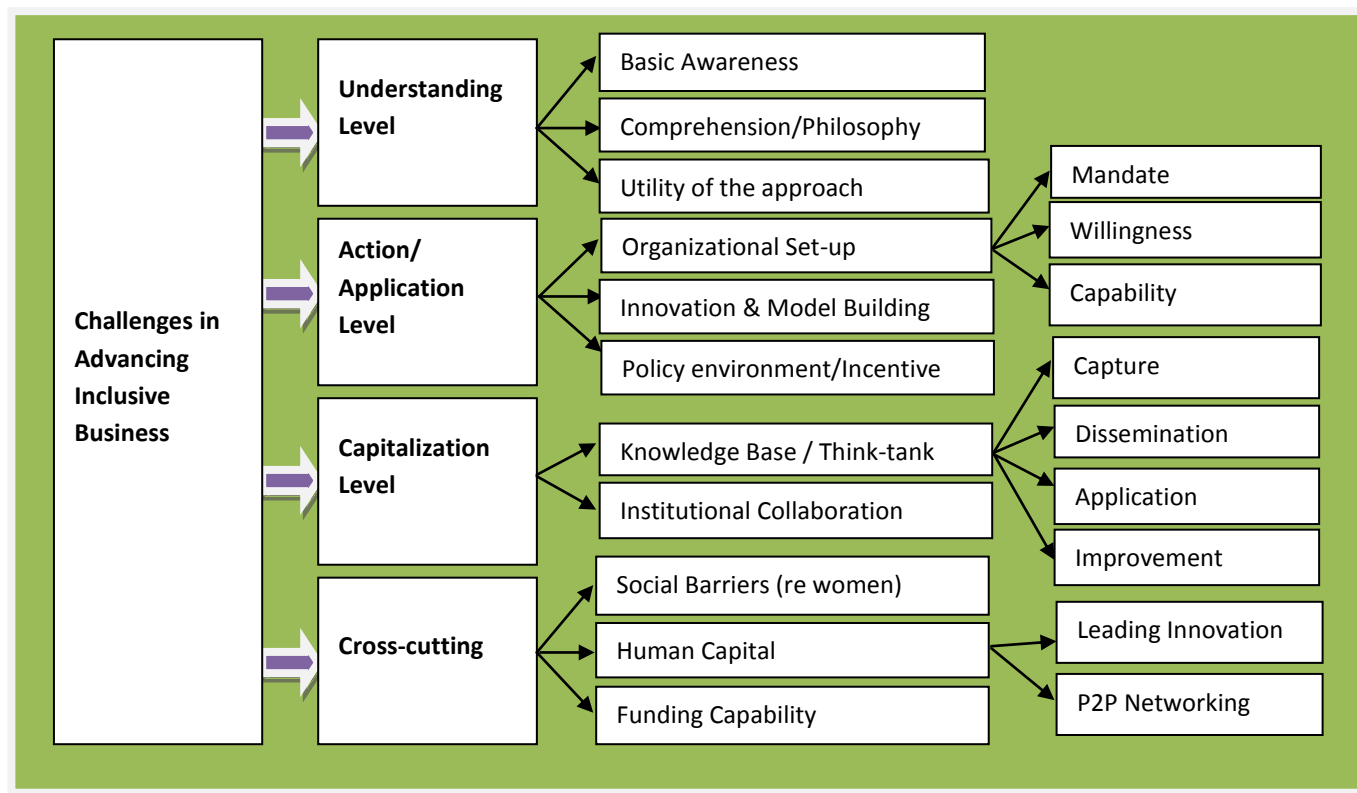 Challenges in
Advancing
Inclusive
Business
Understanding
Level
Basic Awareness
Comprehension/Philosophy
Utility of the approach
Action/
Application
Level
Organizational Set-up
Innovation & Model Building
Policy environment/Incentive
Mandate
Willingness
Capability
Capitalization
Level
Knowledge Base / Think-tank
Institutional Collaboration
Capture
Dissemination
Application
Improvement
Cross-cutting
Social Barriers (re women)
Human Capital
Funding Capability
Leading Innovation
P2P Networking